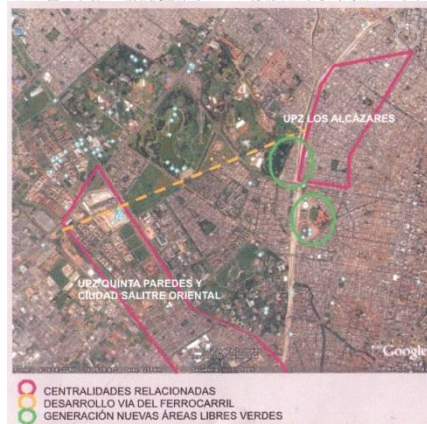 UPZ LOS ALCÁZARES
UPZ QUINTA PAREDES Y
CIUDAD SALITRE ORIENTAL
Google
CENTRALIDADES RELACIONADAS
DESARROLLO VIA DEL FERROCARRIL
GENERACIÓN NUEVAS ÁREAS LIBRES VERDES